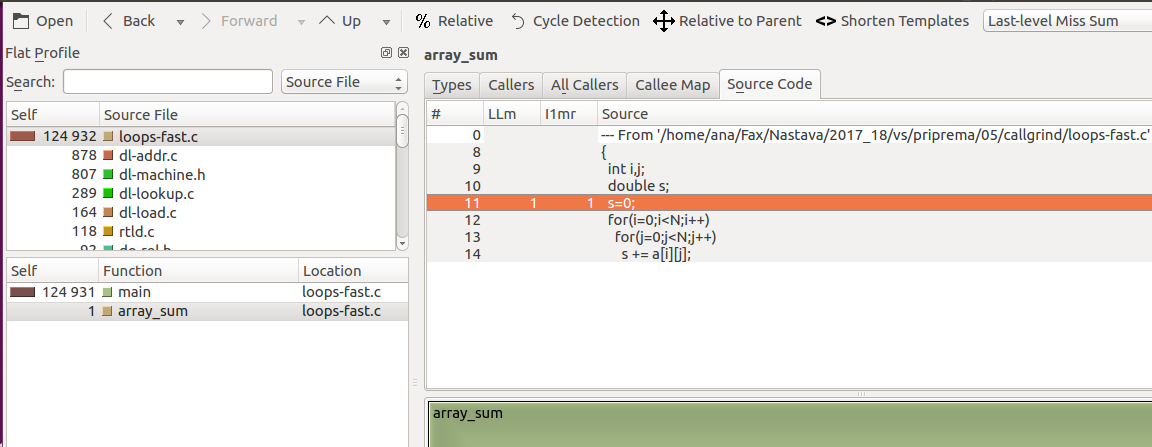 Open Back Forward Up % Relative Cycle Detection Relative to Parent <> Shorten Templates Last-level Miss Sum
Flat Profile
Search: Source File
Self Source File
124 932 loops-fast.c
878 dl-addr.c
807 dl-machine.h
289 dl-lookup.c
164 dl-load.c
118 rtld.c
Self Function Location
124 931 main loops-fast.c
1 array_sum loops-fast.c
array_sum
Types Callers All Callers Callee Map Source Code
# LLm I1mr Source
0 --- From '/home/ana/Fax/Nastava/2017_18/vs/priprema/05/callgrind/loops-fast.c'
8 {
9 int i,j;
10 double s;
11 1 1 s=0;
12 for(i=0;i<N;i++)
13 for(j=0;j<N;j++)
14 s += a[i][j];
array_sum